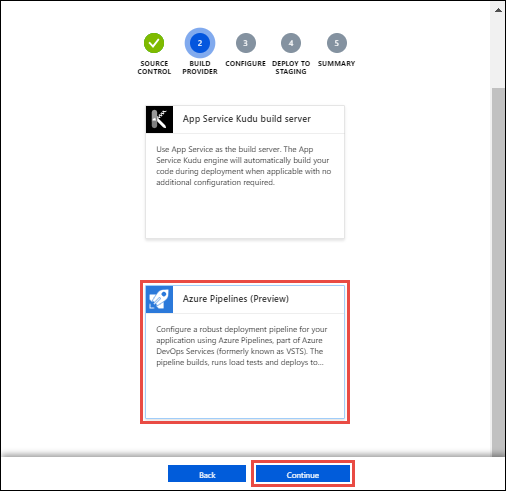 2 3 4 5
SOURCE CONTROL BUILD PROVIDER CONFIGURE DEPLOY TO STAGING SUMMARY
App Service Kudu build server
Use App Service as the build server. The App
Service Kudu engine will automatically build your
code during deployment when applicable with no
additional configuration required.
Azure Pipelines (Preview)
Configure a robust deployment pipeline for your
application using Azure Pipelines, part of Azure
DevOps Services (formerly known as VSTS). The
pipeline builds, runs load tests and deploys to...
Back Continue